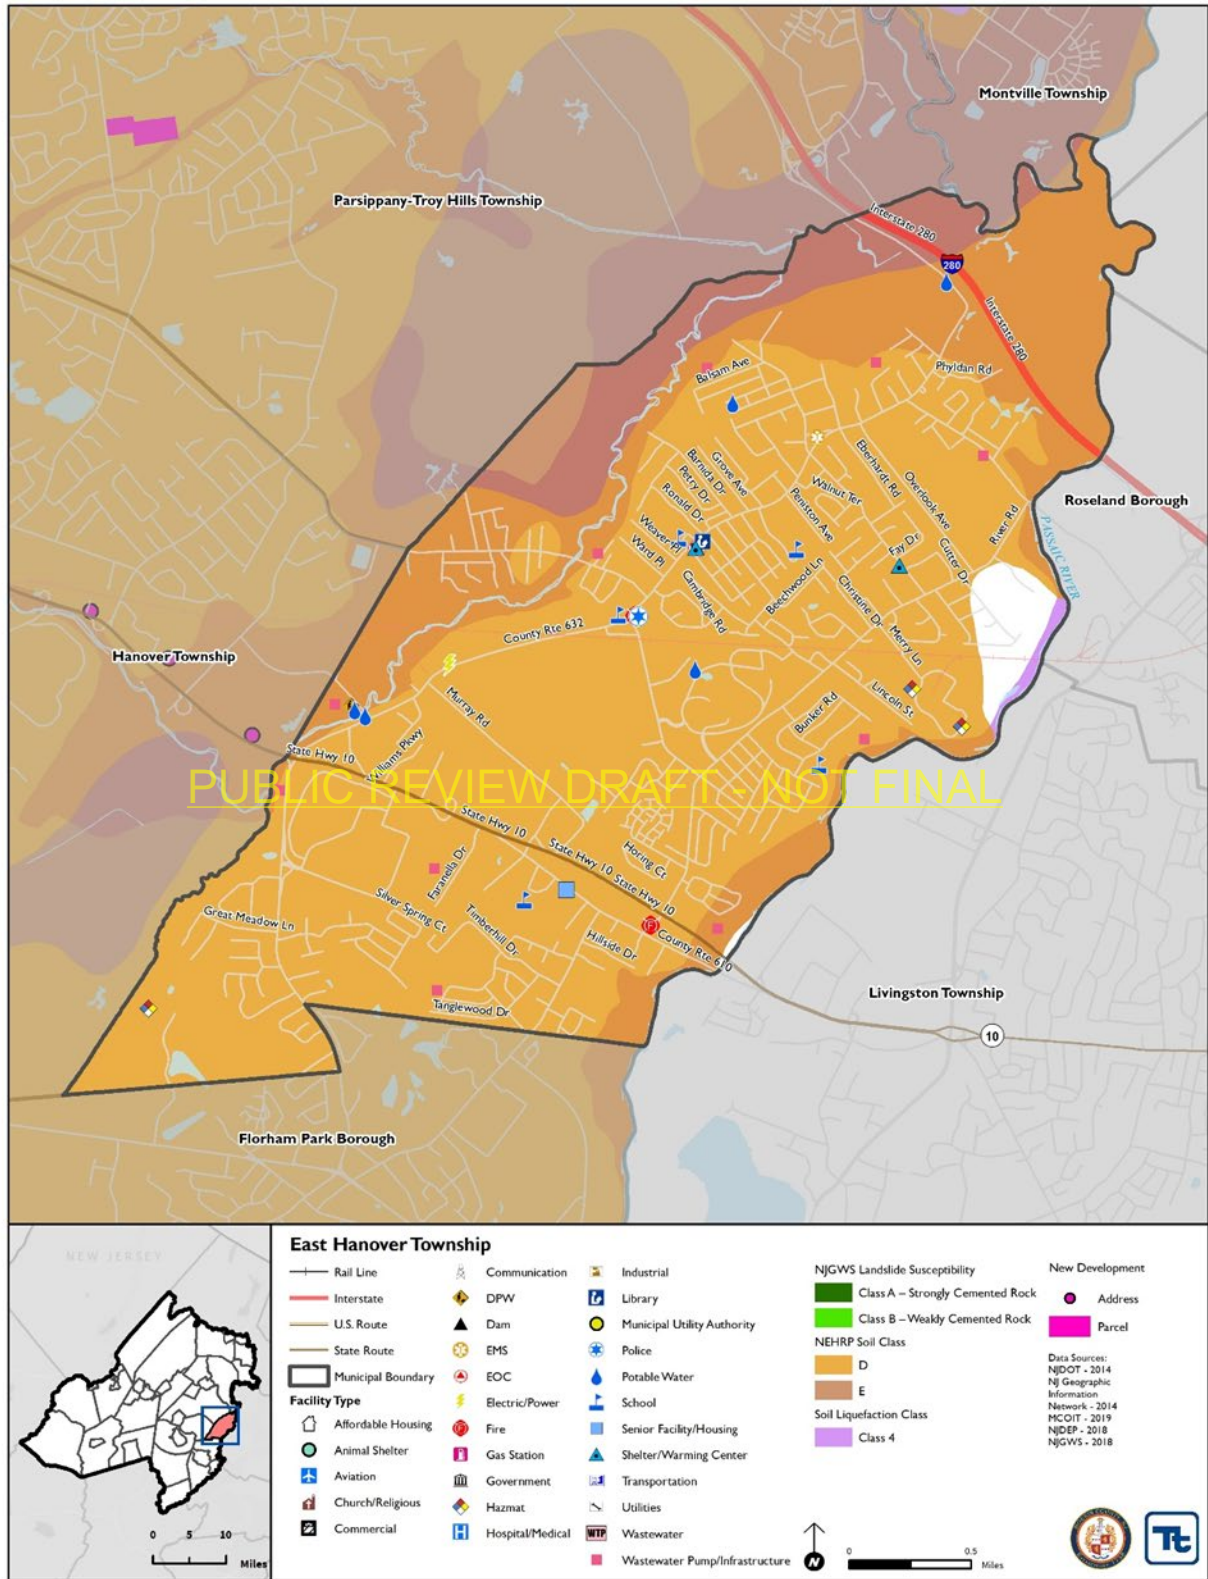 Montville Township
Parsippany-Troy Hills Township
Interstate 280
280
Interstate 280
Balsam Ave
Phyldan Rd
Grove Ave
Barnida Dr
Petry Dr
Ronald Dr
Weaver Pl
Ward Pl
Walnut Ter
Peniston Ave
Eberhardt Rd
Overlook Ave
Roseland Borough
PASSAIC RIVER
River Rd
Fay Dr
Cutter Dr
Cambridge Rd
Beechwood Ln
Christine Dr
Merry Ln
County Rte 632
Hanover Township
Murray Rd
Lincoln St
Bunker Rd
State Hwy 10
Williams Pkwy
PUBLIC REVIEW DRAFT - NOT FINAL
State Hwy 10
State Hwy 10
State Hwy 10
Horing Ct
Faranella Dr
Silver Spring Ct
Great Meadow Ln
Timberhill Dr
Hillside Dr
County Rte 610
Tanglewood Dr
Livingston Township
10
Florham Park Borough
NEW JERSEY
0 5 10
Miles
East Hanover Township
Rail Line
Interstate
U.S. Route
State Route
Municipal Boundary
Facility Type
Affordable Housing
Animal Shelter
Aviation
Church/Religious
Commercial
Communication
DPW
Dam
EMS
EOC
Electric/Power
Fire
Gas Station
Government
Hazmat
Hospital/Medical
Industrial
Library
Municipal Utility Authority
Police
Potable Water
School
Senior Facility/Housing
Shelter/Warming Center
Transportation
Utilities
WTP Wastewater
Wastewater Pump/Infrastructure
NJGWS Landslide Susceptibility
Class A – Strongly Cemented Rock
Class B – Weakly Cemented Rock
NEHRP Soil Class
D
E
Soil Liquefaction Class
Class 4
New Development
Address
Parcel
Data Sources:
NJDOT - 2014
NJ Geographic
Information
Network - 2014
MCOIT - 2019
NJDEP - 2018
NJGWS - 2018
N
0 0.5
Miles
Tt